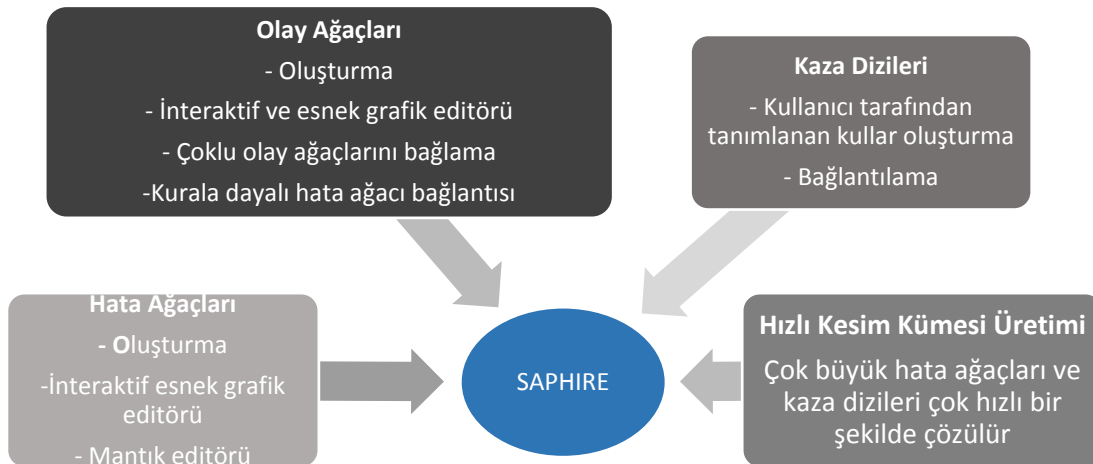 Olay Ağaçları
- Oluşturma
- İnteraktif ve esnek grafik editörü
- Çoklu olay ağaçlarını bağlama
-Kurala dayalı hata ağacı bağlantısı
Kaza Dizileri
- Kullanıcı tarafından
tanımlanan kullar oluşturma
- Bağlantılama
Hata Ağaçları
- Oluşturma
-İnteraktif esnek grafik
editörü
- Mantık editörü
SAPHIRE
Hızlı Kesim Kümesi Üretimi
Çok büyük hata ağaçları ve
kaza dizileri çok hızlı bir
şekilde çözülür